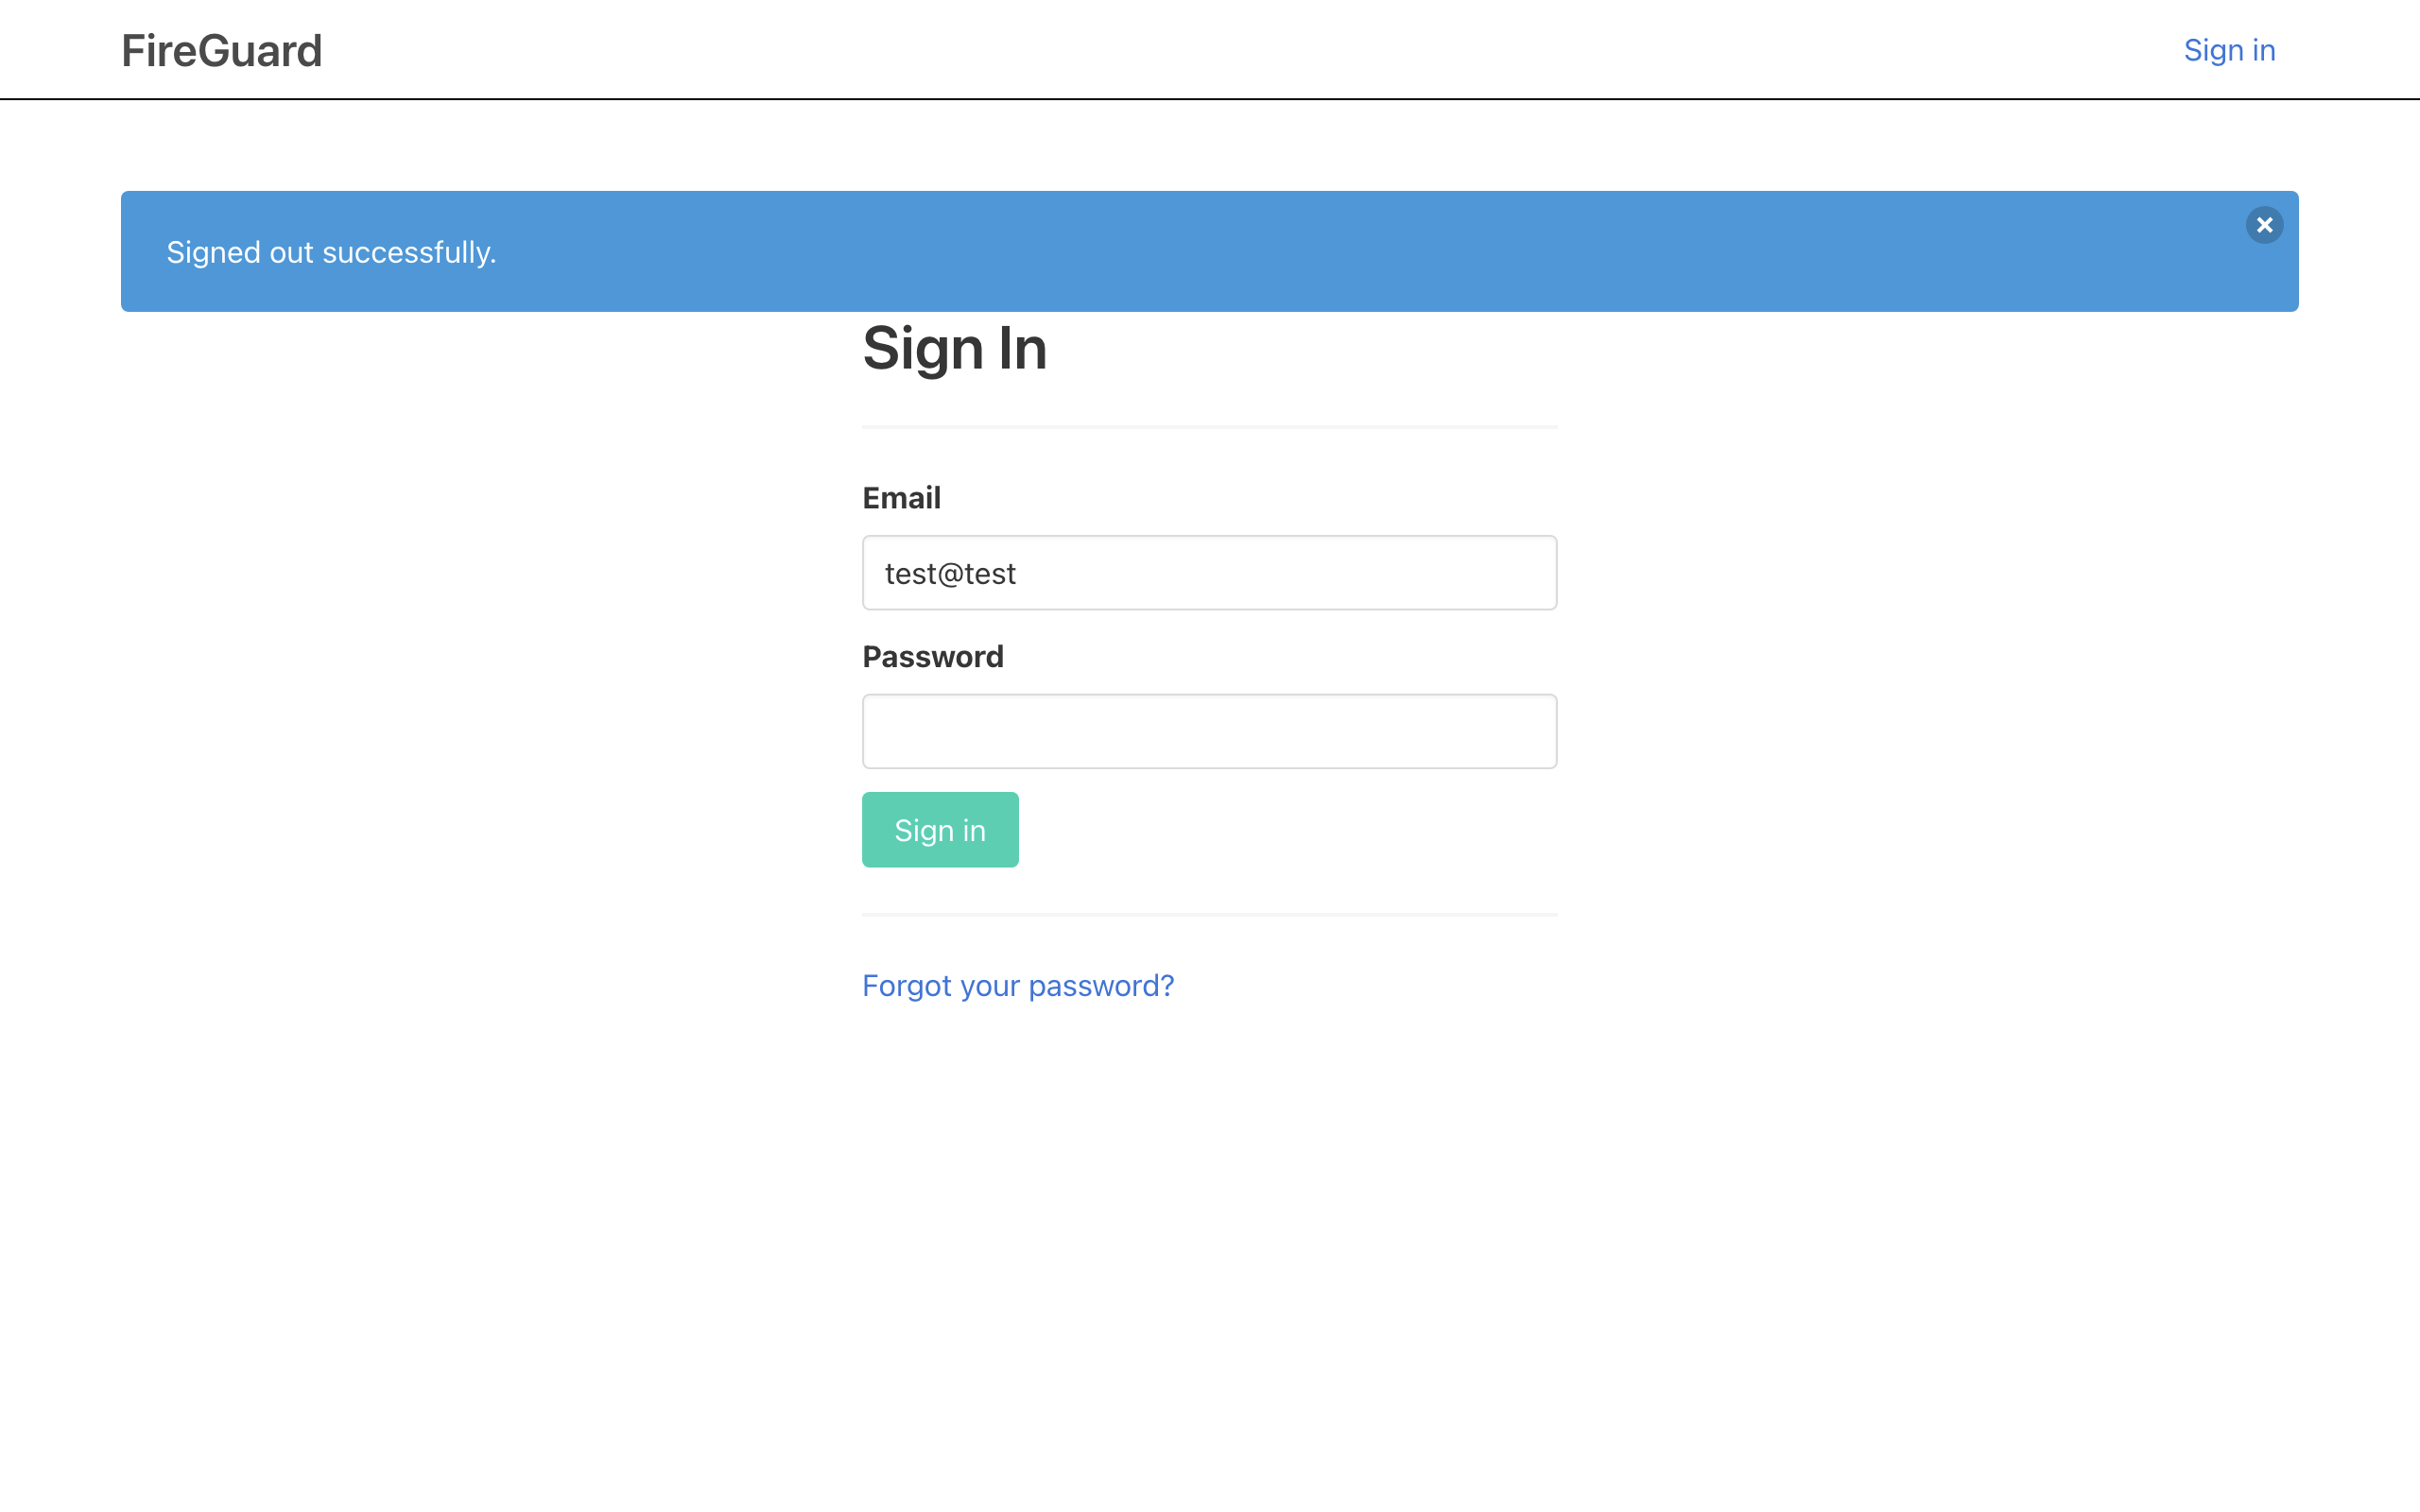 FireGuard
Sign in
Signed out successfully.
Sign In
Email
test@test
Password
Sign in
Forgot your password?